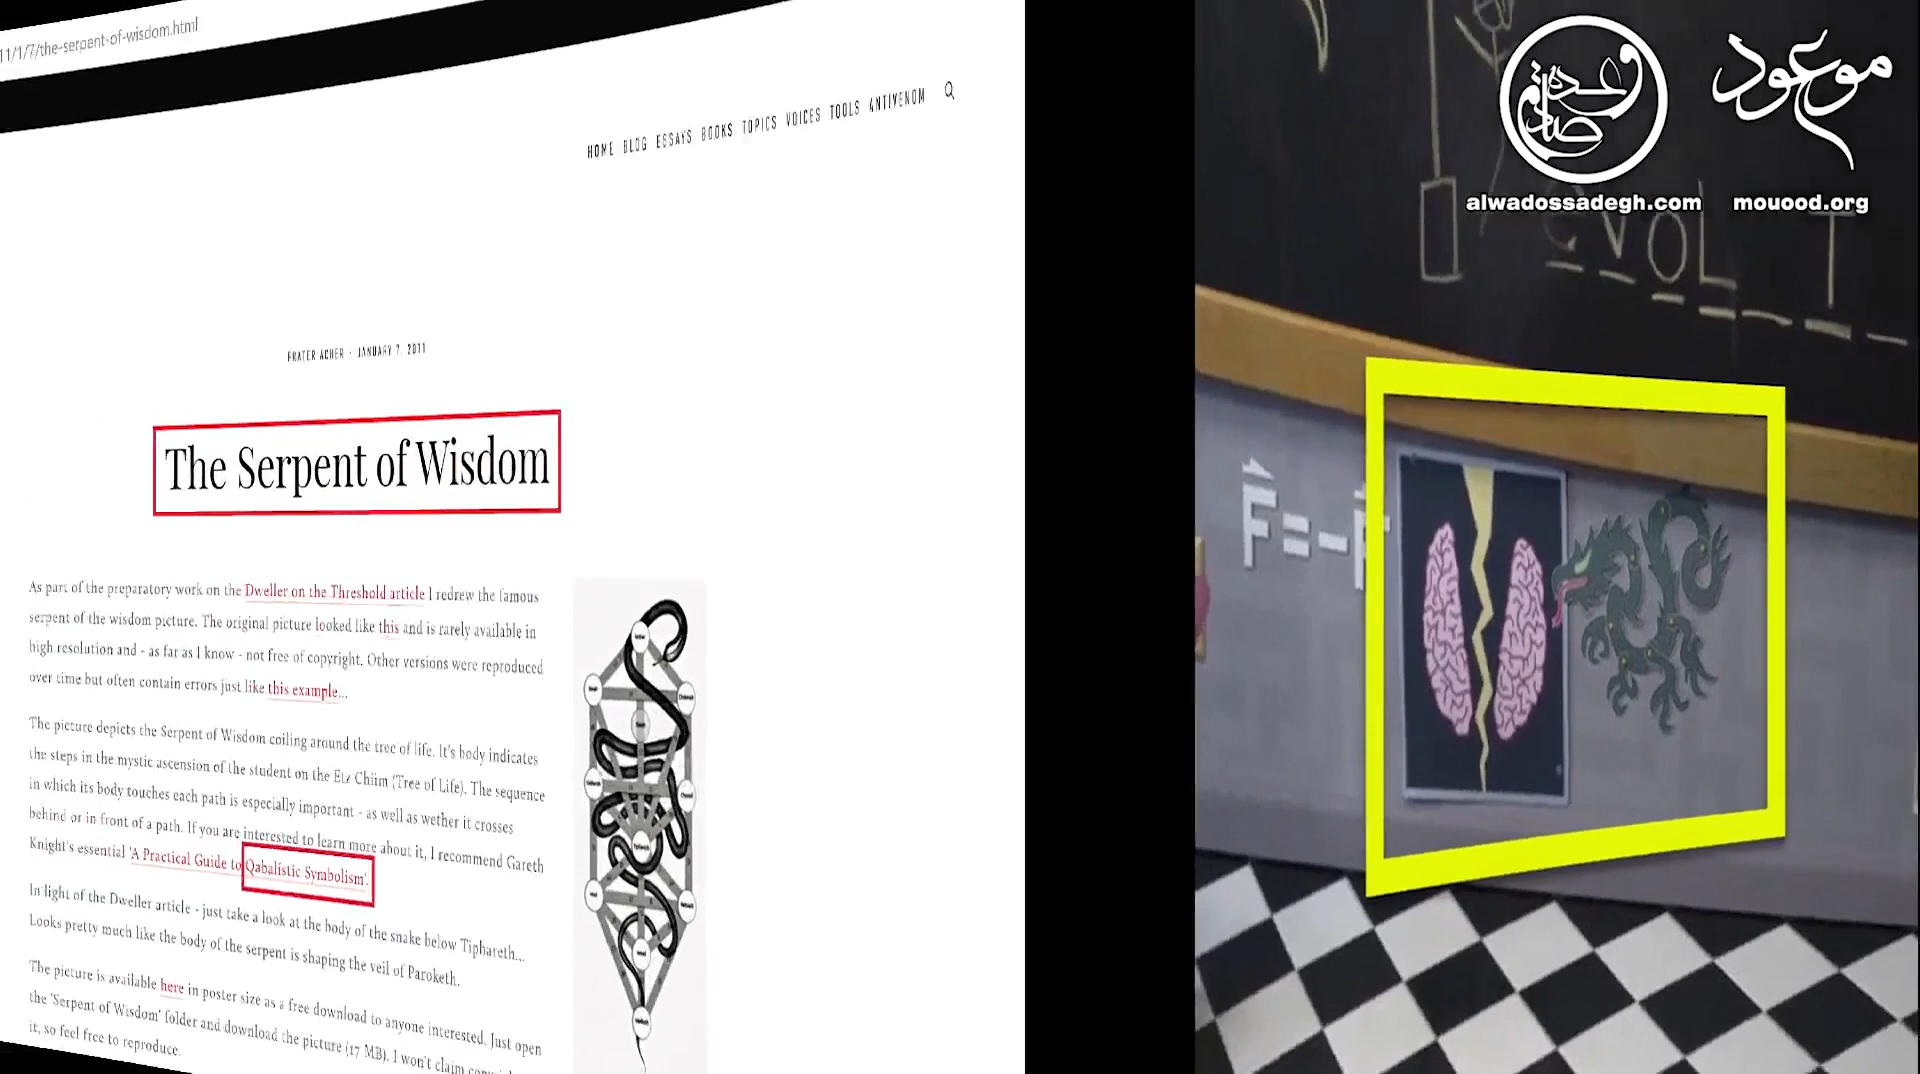 11/1/7/the-serpent-of-wisdom.html
HOME BLOG ESSAYS BOOKS TOPICS VOICES TOOLS ANTIVENOM
FRATER ACHER · JANUARY 7, 2011
The Serpent of Wisdom
As part of the preparatory work on the Dweller on the Threshold article I redrew the famous
serpent of the wisdom picture. The original picture looked like this and is rarely available in
high resolution and - as far as I know - not free of copyright. Other versions were reproduced
over time but often contain errors just like this example...
The picture depicts the Serpent of Wisdom coiling around the tree of life. It's body indicates
the steps in the mystic ascension of the student on the Etz Chiim (Tree of Life). The sequence
in which its body touches each path is especially important - as well as wether it crosses
behind or in front of a path. If you are interested to learn more about it, I recommend Gareth
Knight's essential 'A Practical Guide to Qabalistic Symbolism'.
In light of the Dweller article - just take a look at the body of the snake below Tiphareth...
Looks pretty much like the body of the serpent is shaping the veil of Paroketh.
The picture is available here in poster size as a free download to anyone interested. Just open
the 'Serpent of Wisdom' folder and download the picture (17 MB). I won't claim
it, so feel free to reproduce.
وعده صادق
موعود
alwadossadegh.com mouood.org
EVOL T
F=-F